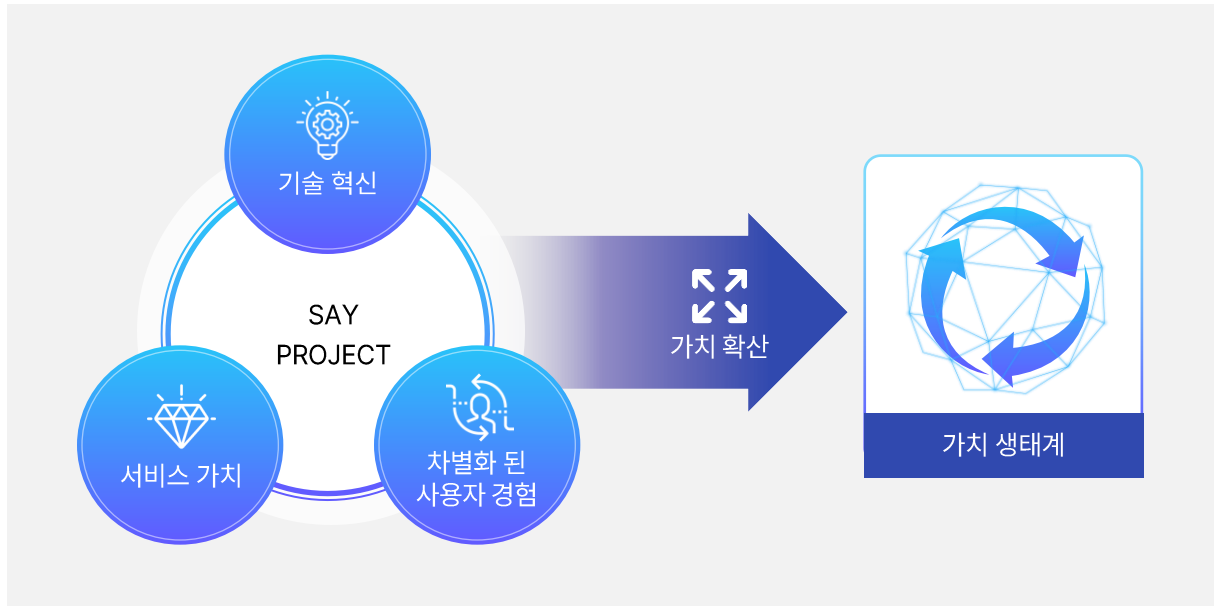 기술 혁신
SAY
PROJECT
서비스 가치
차별화 된
사용자 경험
가치 확산
가치 생태계